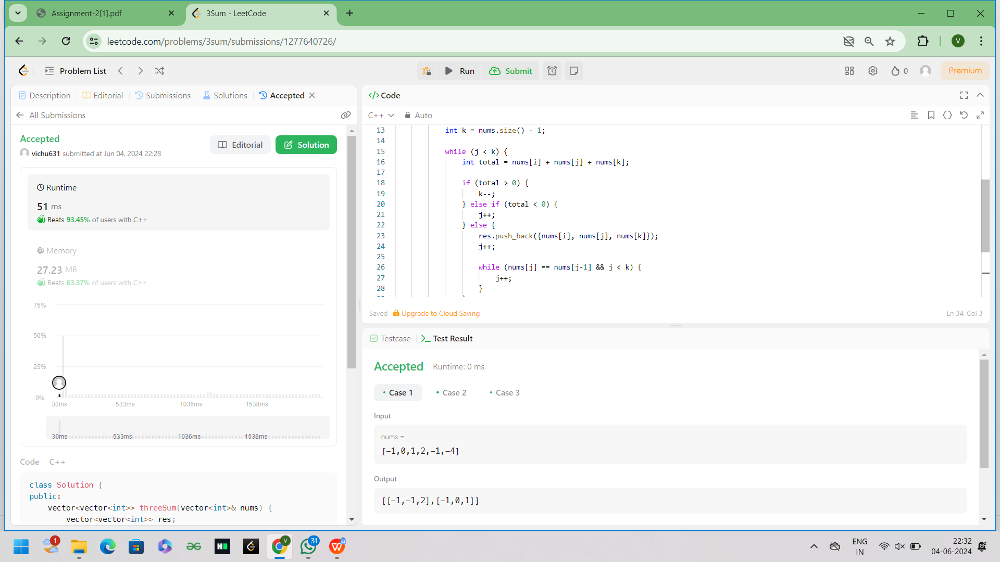 Assignment-2[1].pdf
3Sum - LeetCode
leetcode.com/problems/3sum/submissions/1277640726/
V
Problem List
Run
Submit
0
Premium
Description
Editorial
Submissions
Solutions
Accepted
All Submissions
Accepted
vichu631 submitted at Jun 04, 2024 22:28
Editorial
Solution
Runtime
51 ms
Beats 93.45% of users with C++
Memory
27.23 MB
Beats 63.37% of users with C++
75%
50%
25%
0%
30ms 533ms 1036ms 1538ms
30ms 533ms 1036ms 1538ms
Code C++
class Solution {
public:
    vector<vector<int>> threeSum(vector<int>& nums) {
        vector<vector<int>> res;
</> Code
C++ Auto
13 int k = nums.size() - 1;
14
15 while (j < k) {
16 int total = nums[i] + nums[j] + nums[k];
17
18 if (total > 0) {
19 k--;
20 } else if (total < 0) {
21 j++;
22 } else {
23 res.push_back({nums[i], nums[j], nums[k]});
24 j++;
25
26 while (nums[j] == nums[j-1] && j < k) {
27 j++;
28 }
Saved Upgrade to Cloud Saving
Ln 34, Col 3
Testcase
>_ Test Result
Accepted Runtime: 0 ms
Case 1
Case 2
Case 3
Input
nums =
[-1,0,1,2,-1,-4]
Output
[[-1,-1,2],[-1,0,1]]
1
V
31
ENG
IN
22:32
04-06-2024